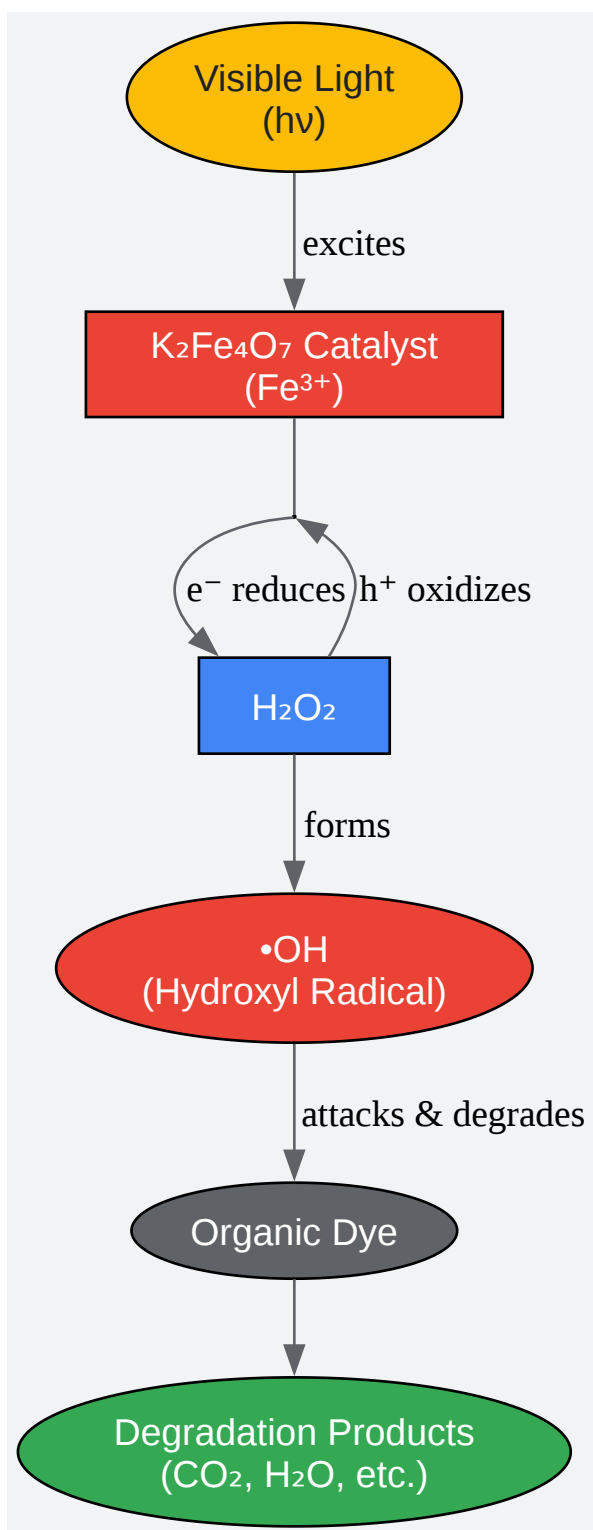 Visible Light
(hν)
excites
K₂Fe₄O₇ Catalyst
(Fe³⁺)
e⁻ reduces
h⁺ oxidizes
H₂O₂
forms
•OH
(Hydroxyl Radical)
attacks & degrades
Organic Dye
Degradation Products
(CO₂, H₂O, etc.)